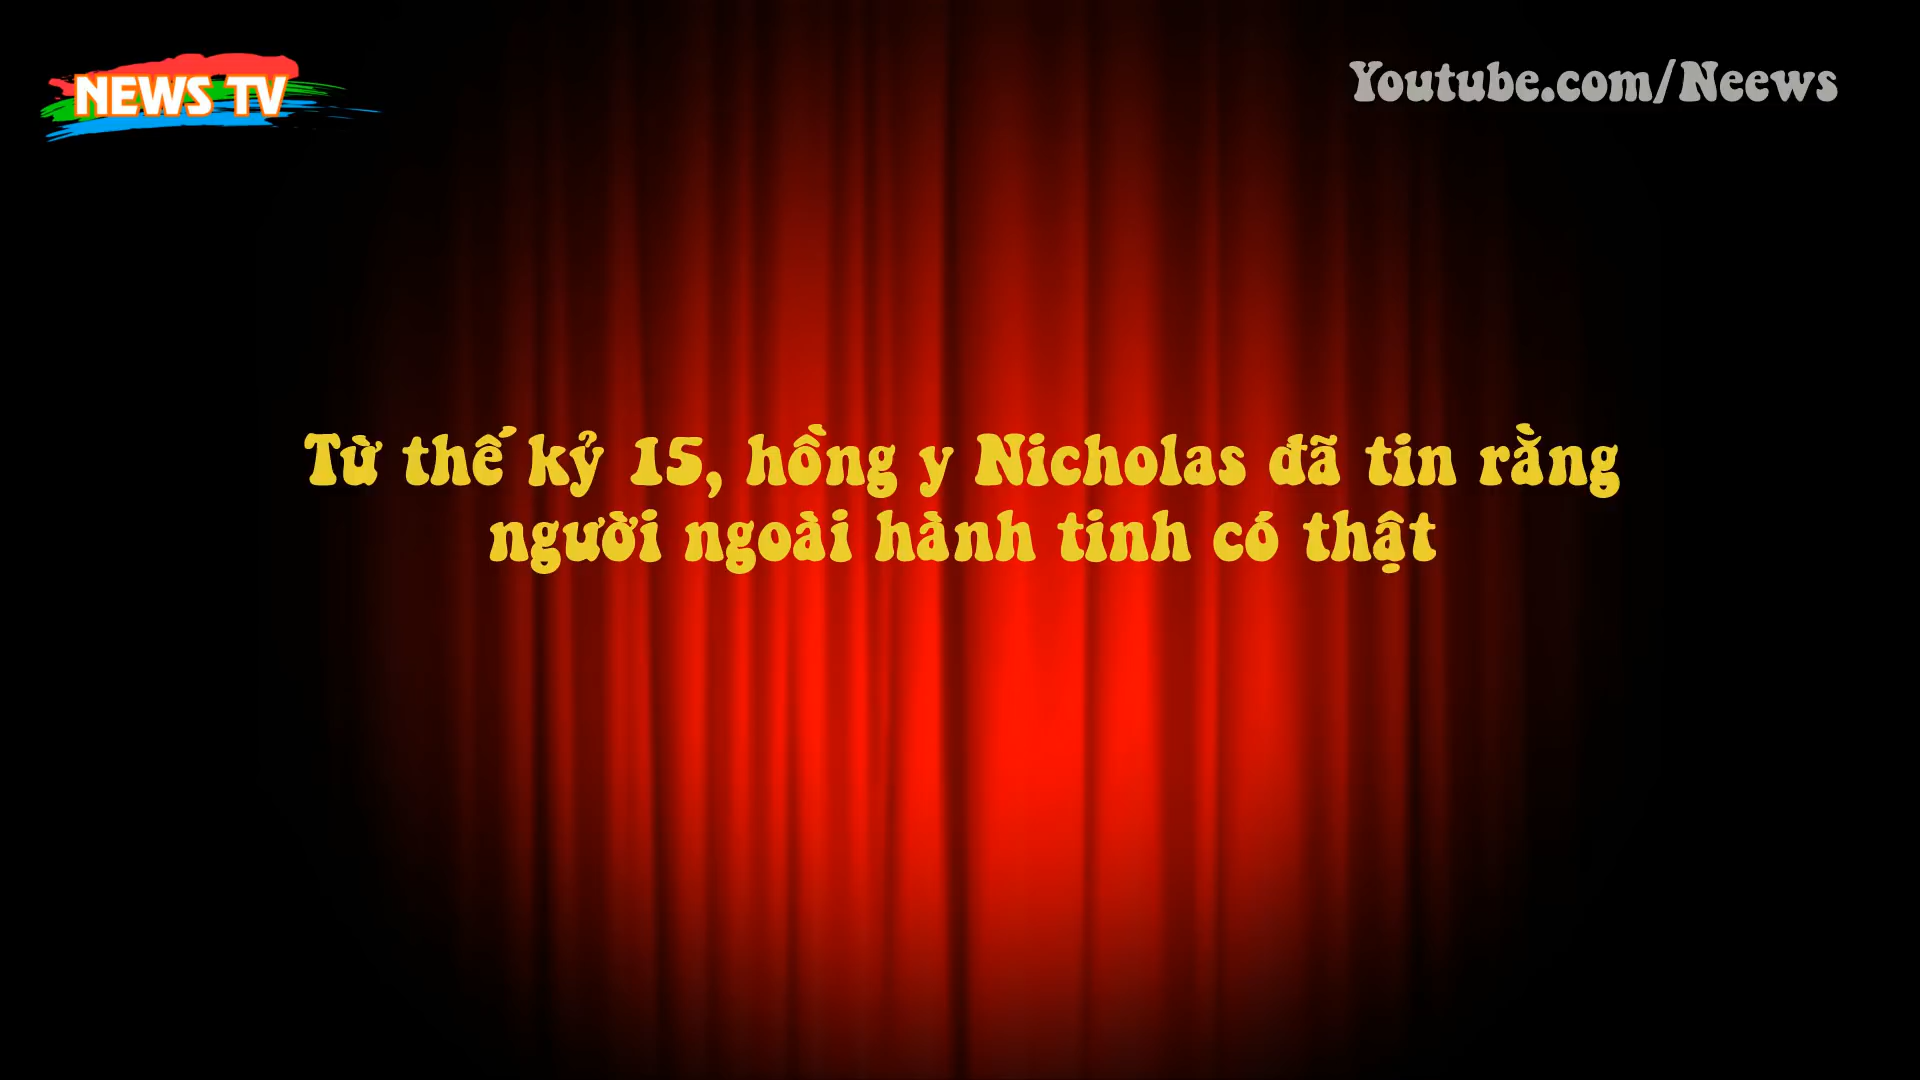 NEWS TV
Youtube.com/Neews
Từ thế kỷ 15, hồng y Nicholas đã tin rằng
người ngoài hành tinh có thật